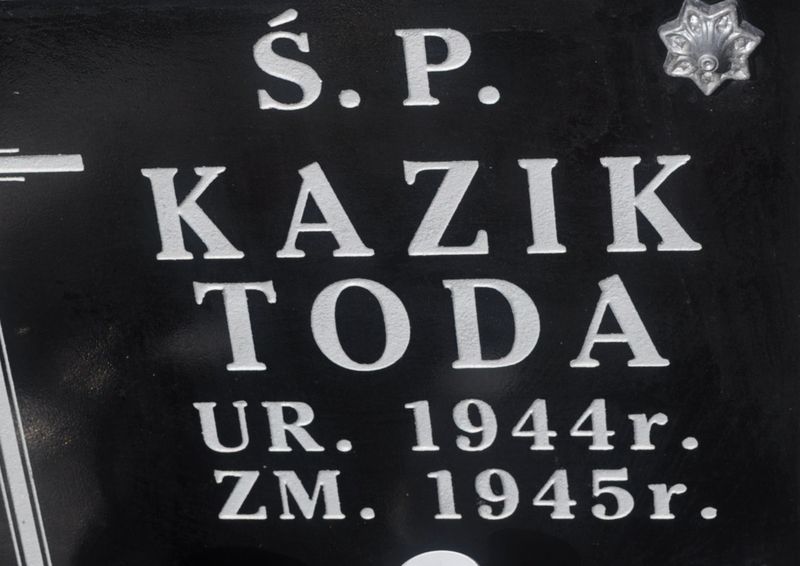 Ś. P.
KAZIK
TODA
UR. 1944r.
ZM. 1945r.